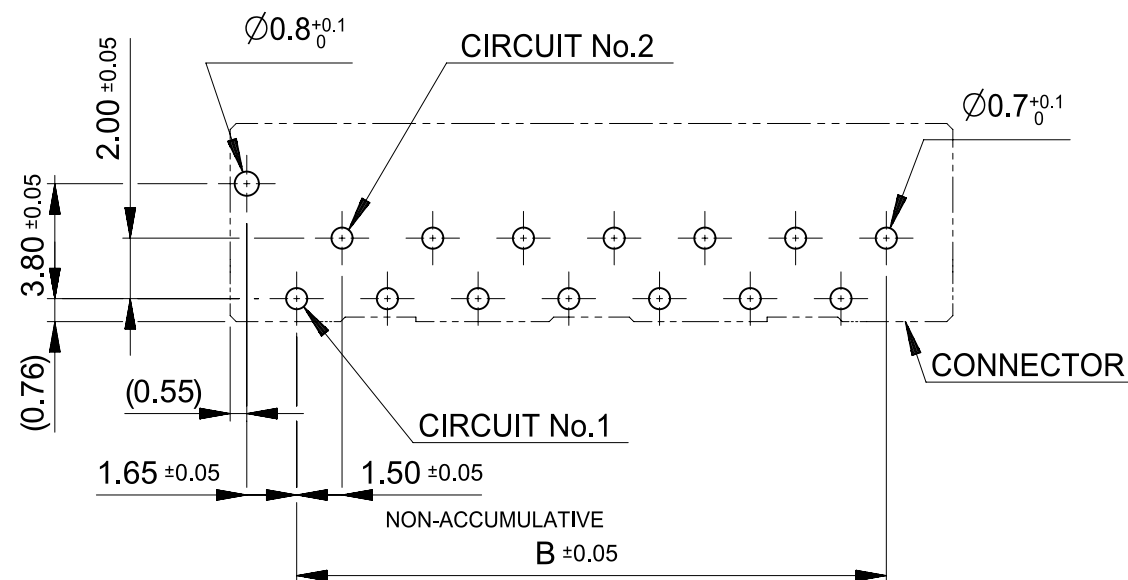 ∅0.8 +0.1 0
CIRCUIT No.2
∅0.7 +0.1 0
2.00 ±0.05
3.80 ±0.05
(0.76)
(0.55)
CONNECTOR
CIRCUIT No.1
1.65 ±0.05
1.50 ±0.05
NON-ACCUMULATIVE
B ±0.05